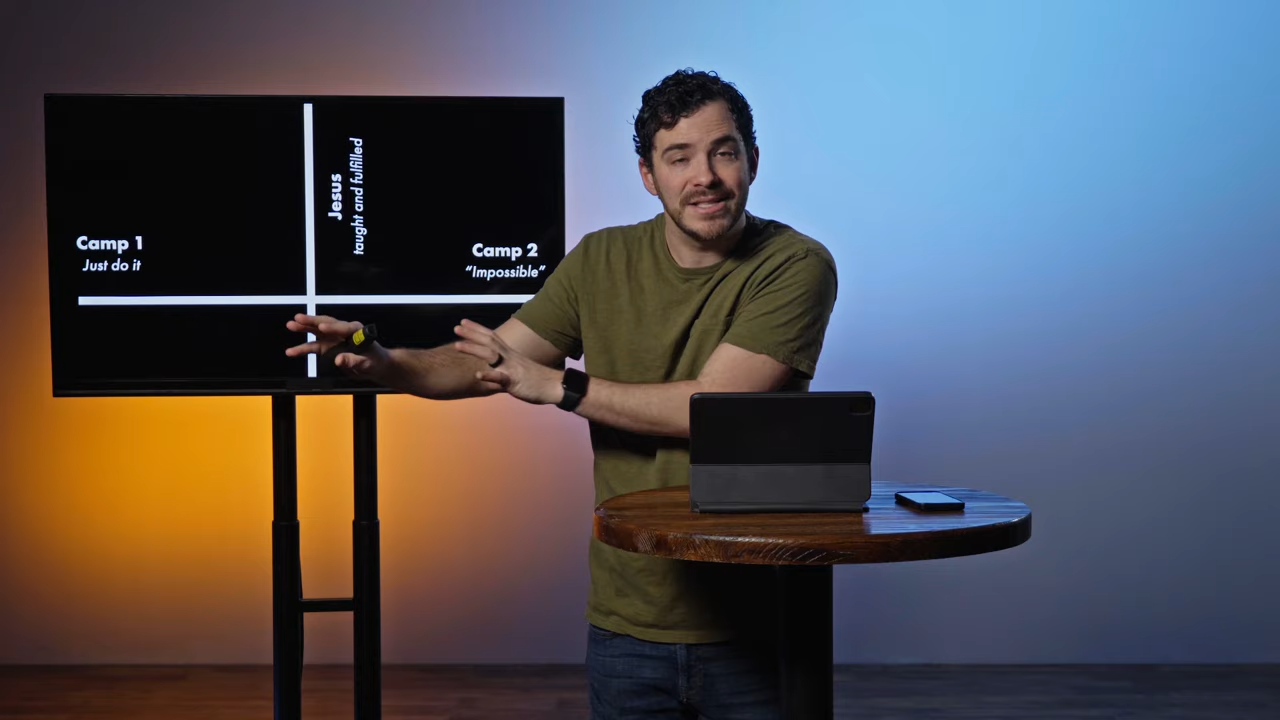 Jesus
taught and fulfilled
Camp 1
Just do it
Camp 2
“Impossible”